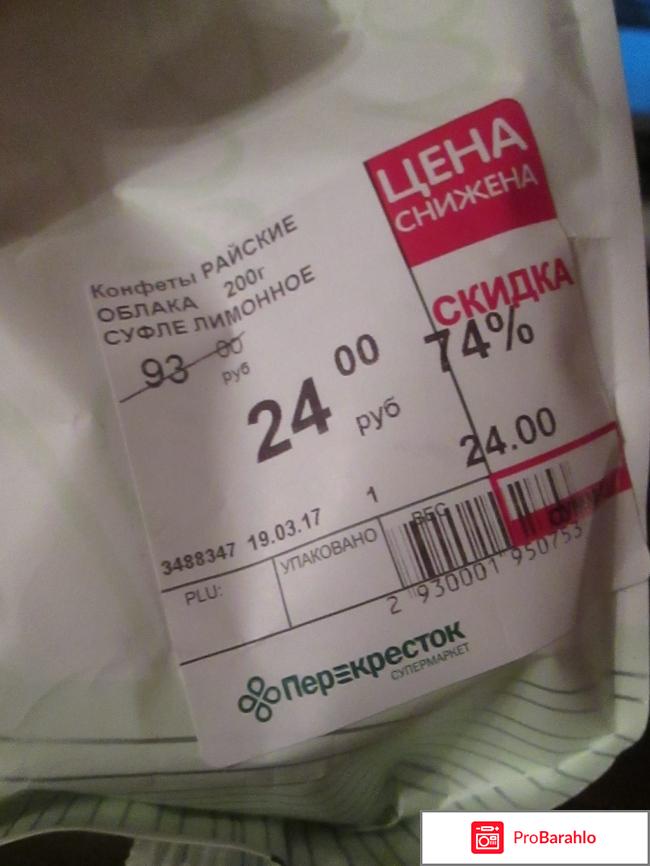 ЦЕНА
СНИЖЕНА
Конфеты РАЙСКИЕ
ОБЛАКА 200г
СУФЛЕ ЛИМОННОЕ
93 00
руб
24 00
руб
СКИДКА
74%
24.00
3488347 19.03.17 1
PLU:
УПАКОВАНО
ВЕС
2 930001 950753
Перекресток
СУПЕРМАРКЕТ
ProBarahlo